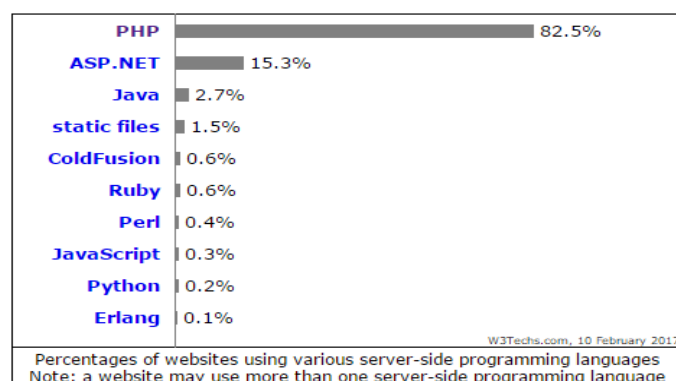 PHP 82.5%
ASP.NET 15.3%
Java 2.7%
static files 1.5%
ColdFusion 0.6%
Ruby 0.6%
Perl 0.4%
JavaScript 0.3%
Python 0.2%
Erlang 0.1%
W3Techs.com, 10 February 2017
Percentages of websites using various server-side programming languages
Note: a website may use more than one server-side programming language